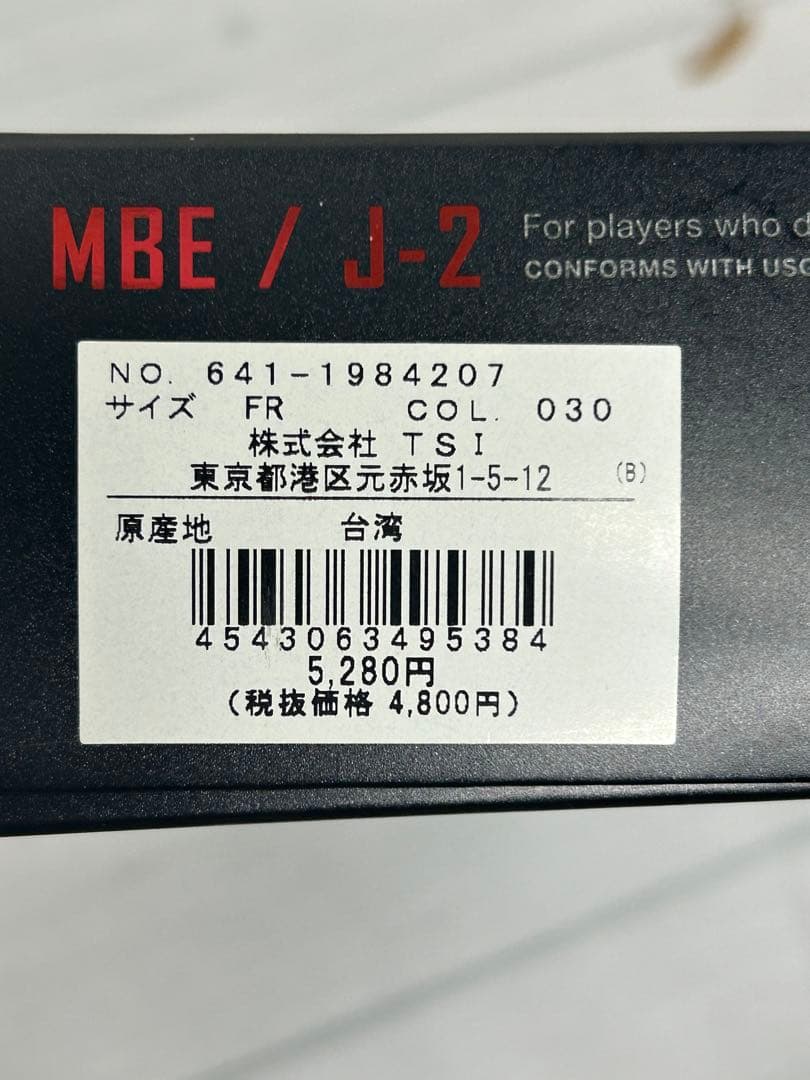 MBE / J-2
For players who d
CONFORMS WITH USG
NO. 641-1984207
サイズ FR COL. 030
株式会社 TSI
東京都港区元赤坂1-5-12 (B)
原産地 台湾
4543063495384
5,280円
(税抜価格 4,800円)